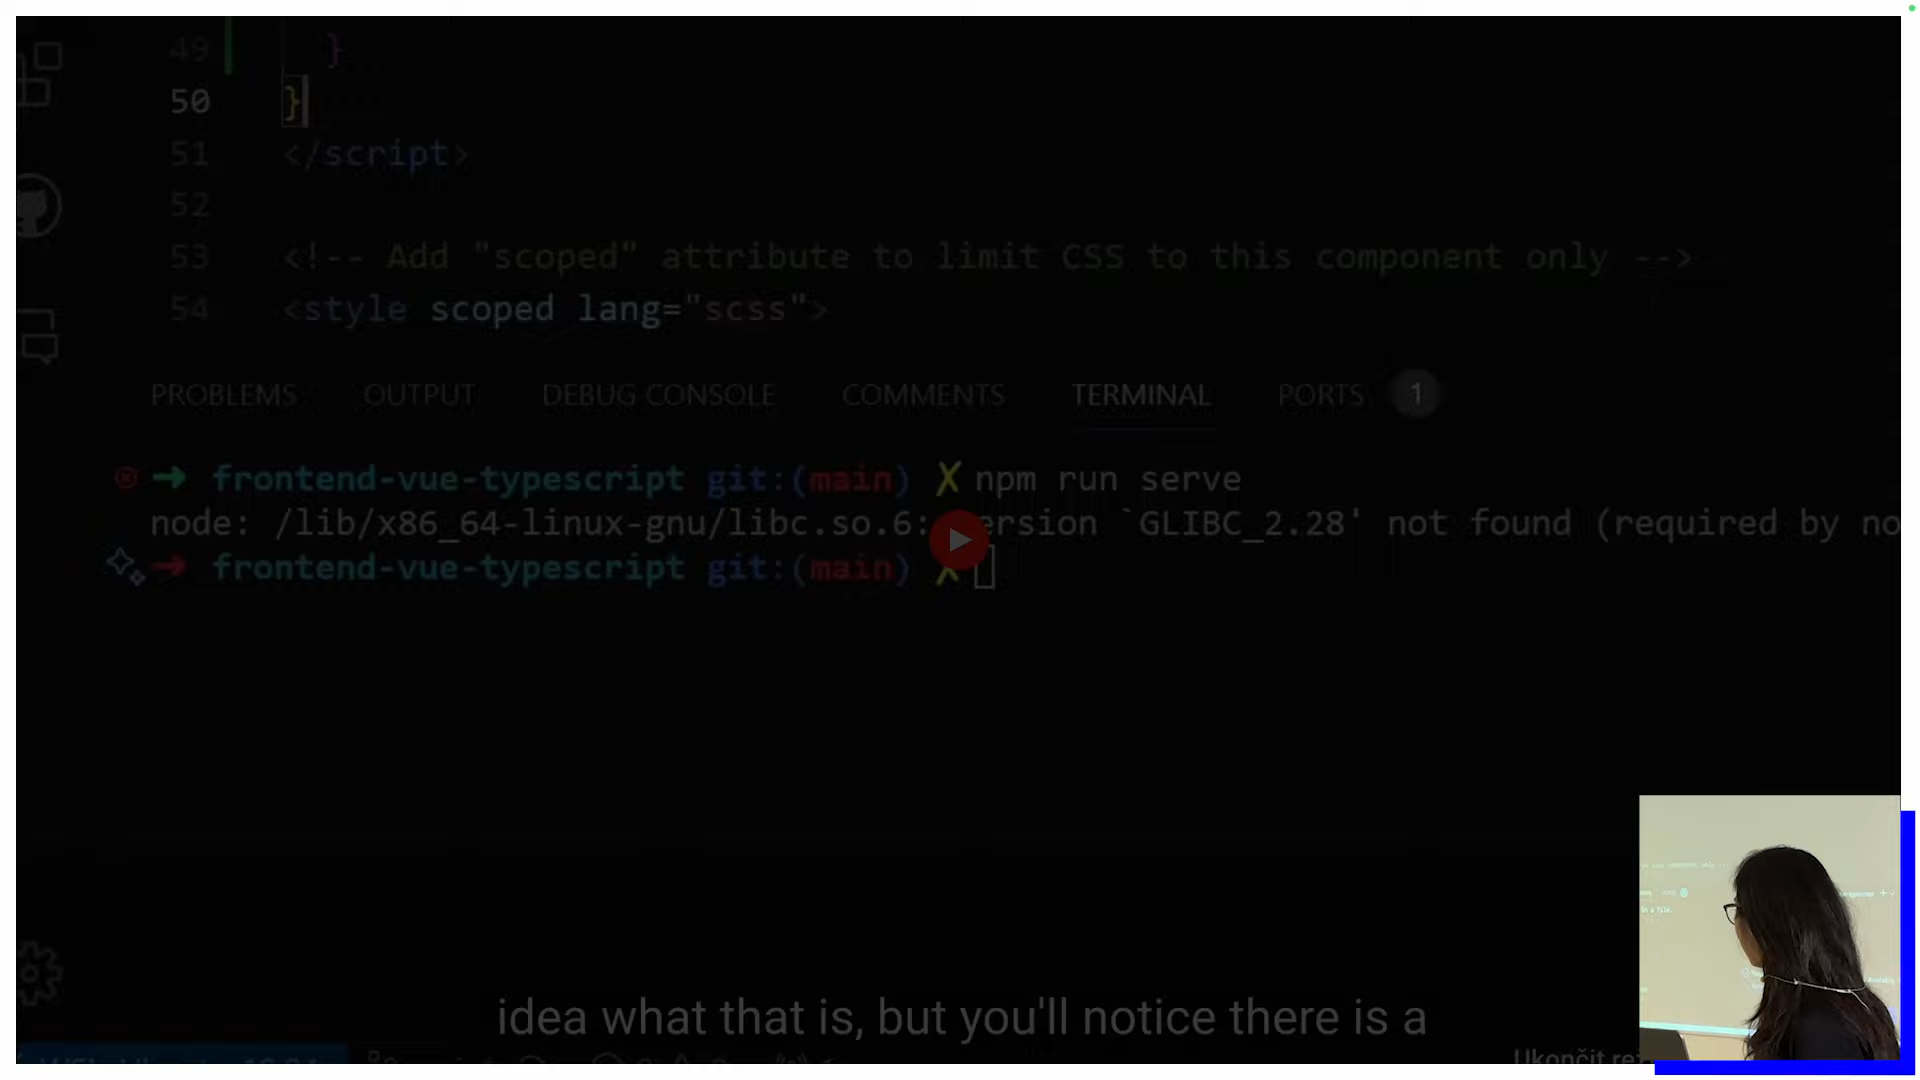 49 }
50 }
51 </script>
52
53 <!-- Add "scoped" attribute to limit CSS to this component only -->
54 <style scoped lang="scss">
PROBLEMS OUTPUT DEBUG CONSOLE COMMENTS TERMINAL PORTS 1
➜ frontend-vue-typescript git:(main) ✗ npm run serve
node: /lib/x86_64-linux-gnu/libc.so.6: version `GLIBC_2.28' not found (required by no
➜ frontend-vue-typescript git:(main) ✗
idea what that is, but you'll notice there is a
Ukončit